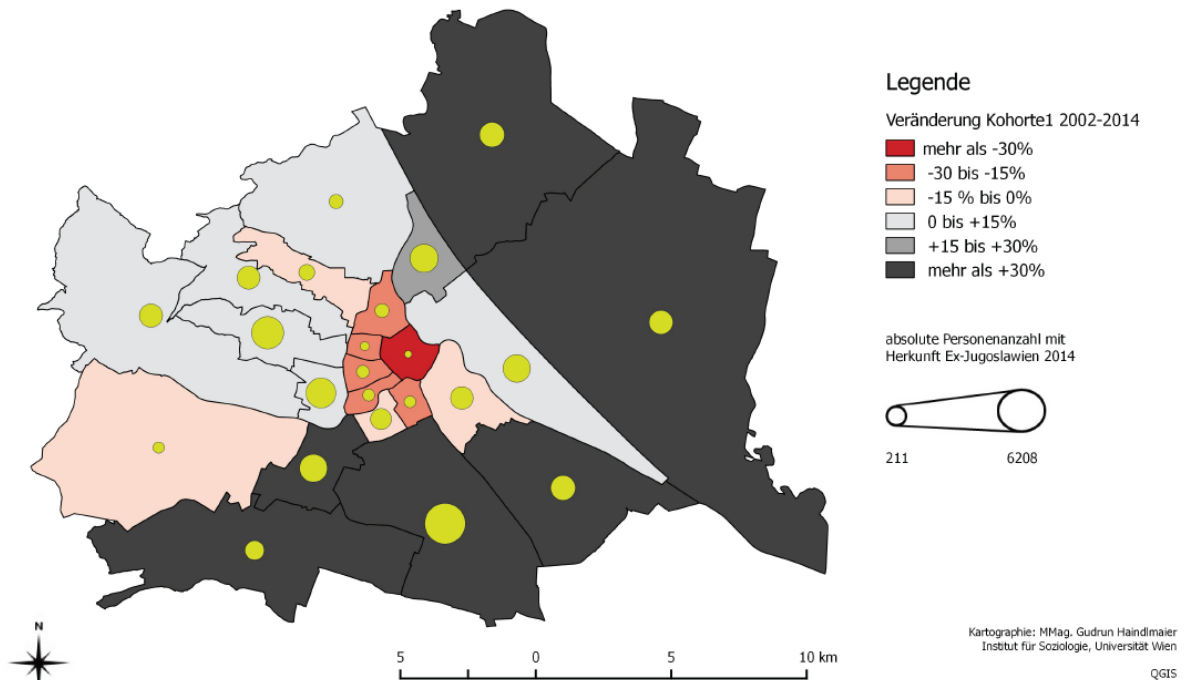 Legende
Veränderung Kohorte1 2002-2014
mehr als -30%
-30 bis -15%
-15 % bis 0%
0 bis +15%
+15 bis +30%
mehr als +30%
absolute Personenanzahl mit
Herkunft Ex-Jugoslawien 2014
211 6208
N
5 0 5 10 km
Kartographie: MMag. Gudrun Haindlmaier
Institut für Soziologie, Universität Wien
QGIS